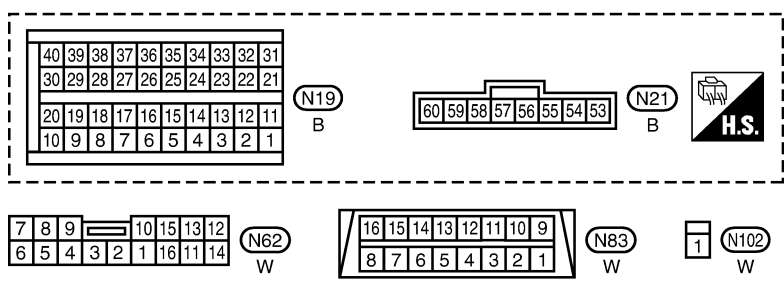 40 39 38 37 36 35 34 33 32 31
30 29 28 27 26 25 24 23 22 21
20 19 18 17 16 15 14 13 12 11
10 9 8 7 6 5 4 3 2 1
N19
B
60 59 58 57 56 55 54 53
N21
B
H.S.
7 8 9 10 15 13 12
6 5 4 3 2 1 16 11 14
N62
W
16 15 14 13 12 11 10 9
8 7 6 5 4 3 2 1
N83
W
1
N102
W